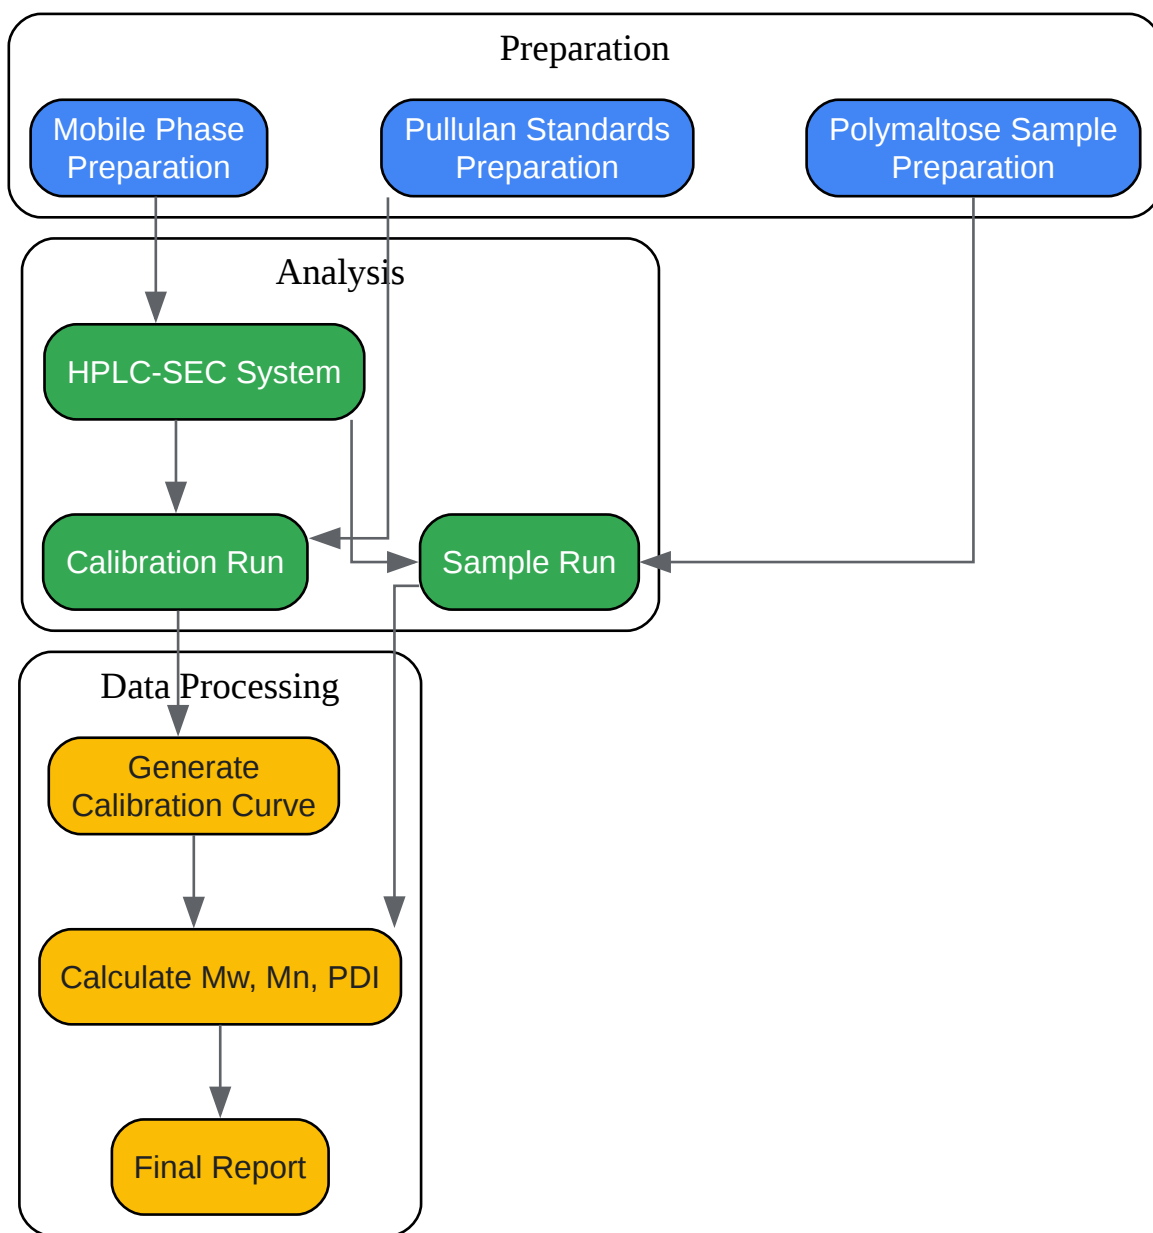 Preparation
Mobile Phase
Preparation
Pullulan Standards
Preparation
Polymaltose Sample
Preparation
Analysis
HPLC-SEC System
Calibration Run
Sample Run
Data Processing
Generate
Calibration Curve
Calculate Mw, Mn, PDI
Final Report